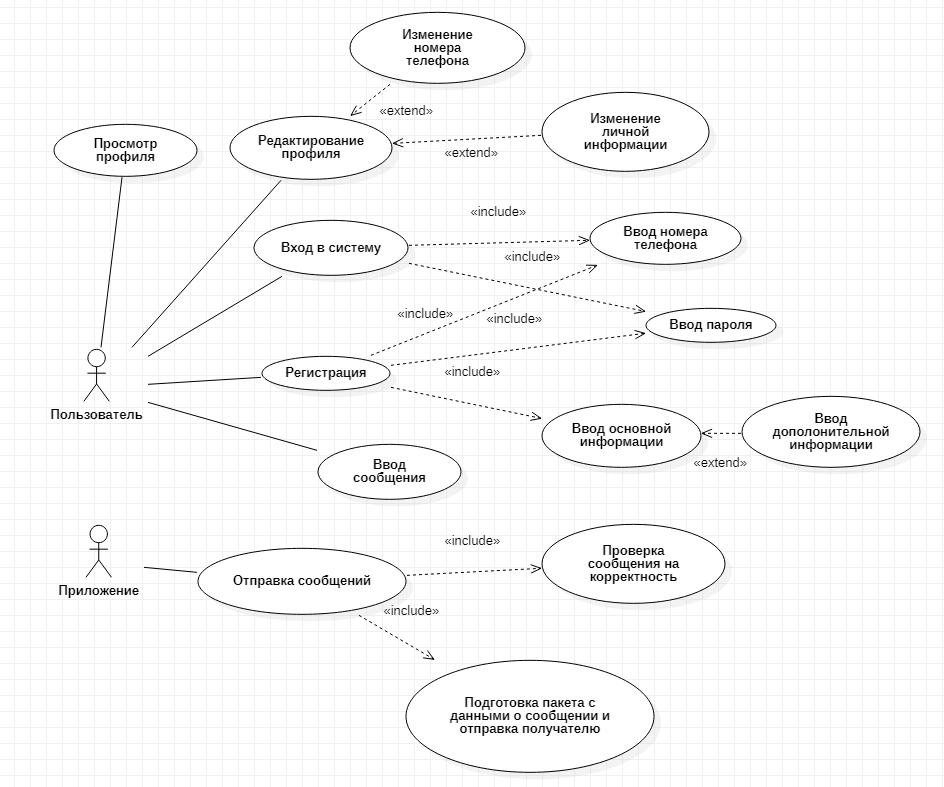 Изменение
номера
телефона
«extend»
Изменение
личной
информации
Просмотр
профиля
Редактирование
профиля
«extend»
«include»
Вход в систему
Ввод номера
телефона
«include»
«include»
«include»
Ввод пароля
Регистрация
«include»
Пользователь
Ввод основной
информации
Ввод
дополонительной
информации
«extend»
Ввод
сообщения
«include»
Проверка
сообщения на
корректность
Приложение
Отправка сообщений
«include»
Подготовка пакета с
данными о сообщении и
отправка получателю